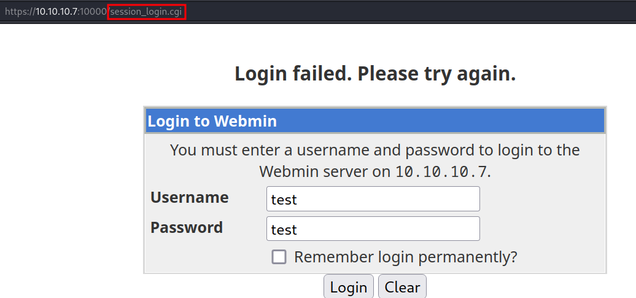 https://10.10.10.7:10000/session_login.cgi
Login failed. Please try again.
Login to Webmin
You must enter a username and password to login to the
Webmin server on 10.10.10.7.
Username test
Password test
Remember login permanently?
Login Clear